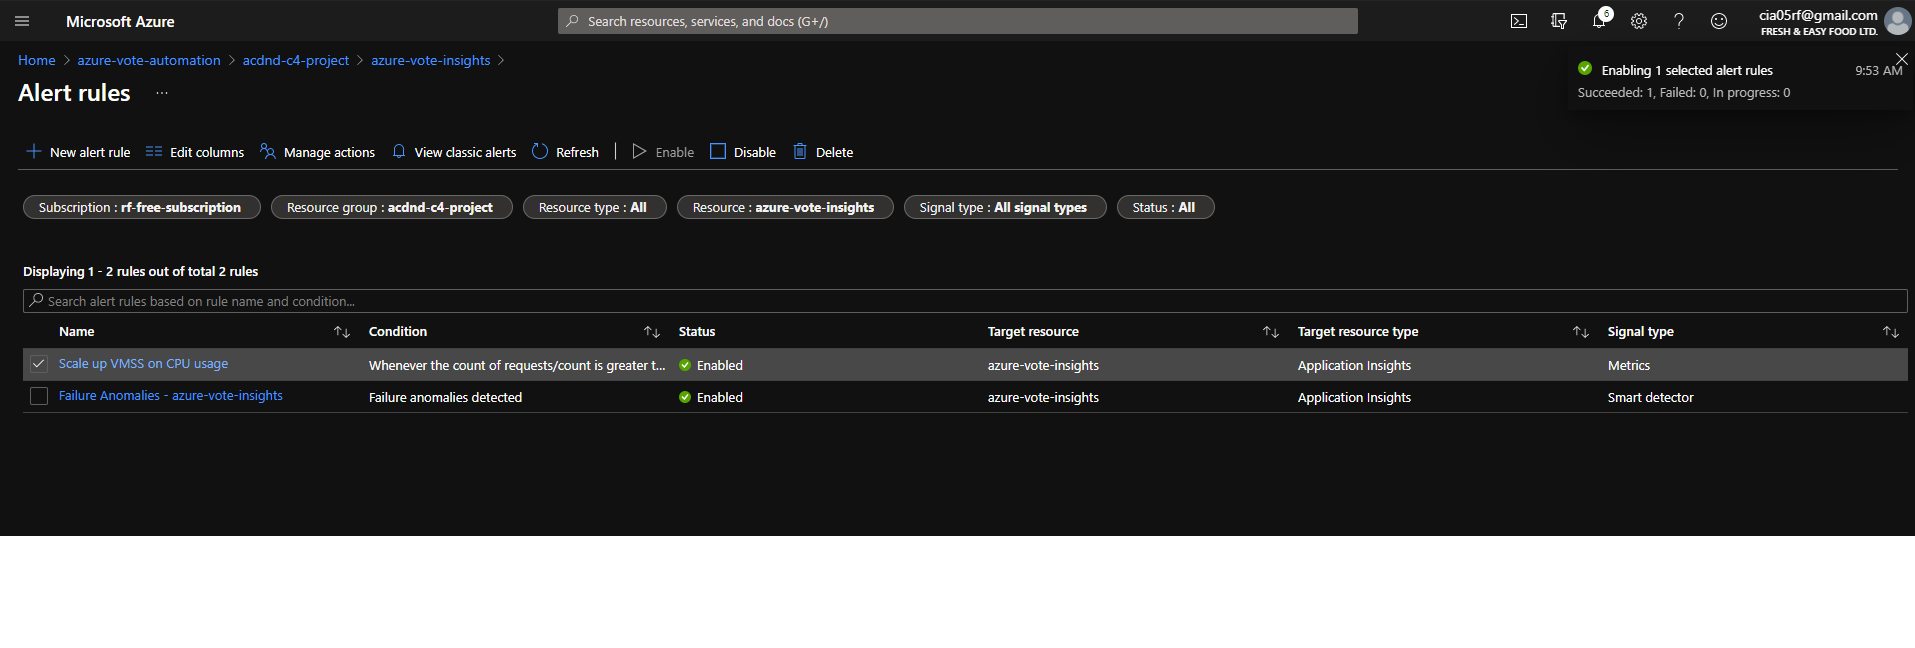 Microsoft Azure
Search resources, services, and docs (G+/)
6
cia05rf@gmail.com
FRESH & EASY FOOD LTD.
Home > azure-vote-automation > acdnd-c4-project > azure-vote-insights >
Enabling 1 selected alert rules 9:53 AM
Succeeded: 1, Failed: 0, In progress: 0
Alert rules ...
New alert rule Edit columns Manage actions View classic alerts Refresh | Enable Disable Delete
Subscription : rf-free-subscription Resource group : acdnd-c4-project Resource type : All Resource : azure-vote-insights Signal type : All signal types Status : All
Displaying 1 - 2 rules out of total 2 rules
Search alert rules based on rule name and condition...
Name Condition Status Target resource Target resource type Signal type
Scale up VMSS on CPU usage Whenever the count of requests/count is greater t... Enabled azure-vote-insights Application Insights Metrics
Failure Anomalies - azure-vote-insights Failure anomalies detected Enabled azure-vote-insights Application Insights Smart detector